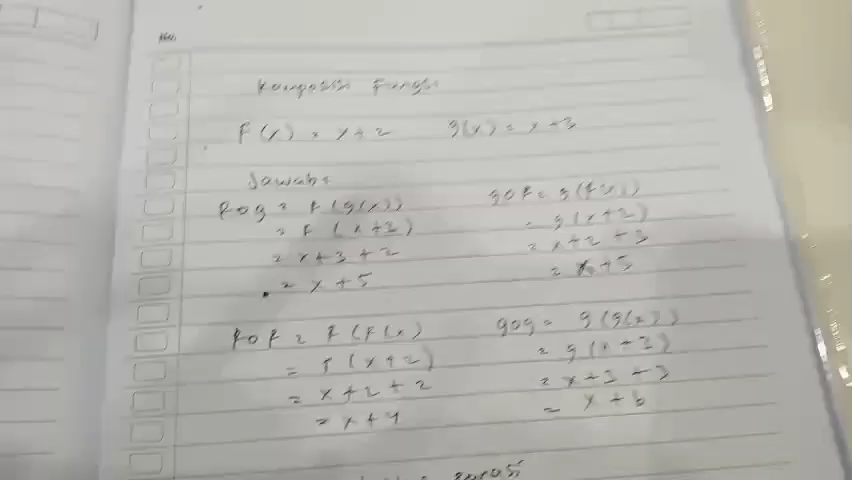 No.
Komposisi Fungsi
f(x) = x+2 g(x) = x+3
Jawab:
fog = f(g(x))
= f(x+3)
= x+3+2
= x+5
gof = g(f(x))
= g(x+2)
= x+2+3
= x+5
fof = f(f(x)
= f(x+2)
= x+2+2
= x+4
gog = g(g(x))
= g(x+3)
= x+3+3
= x+6